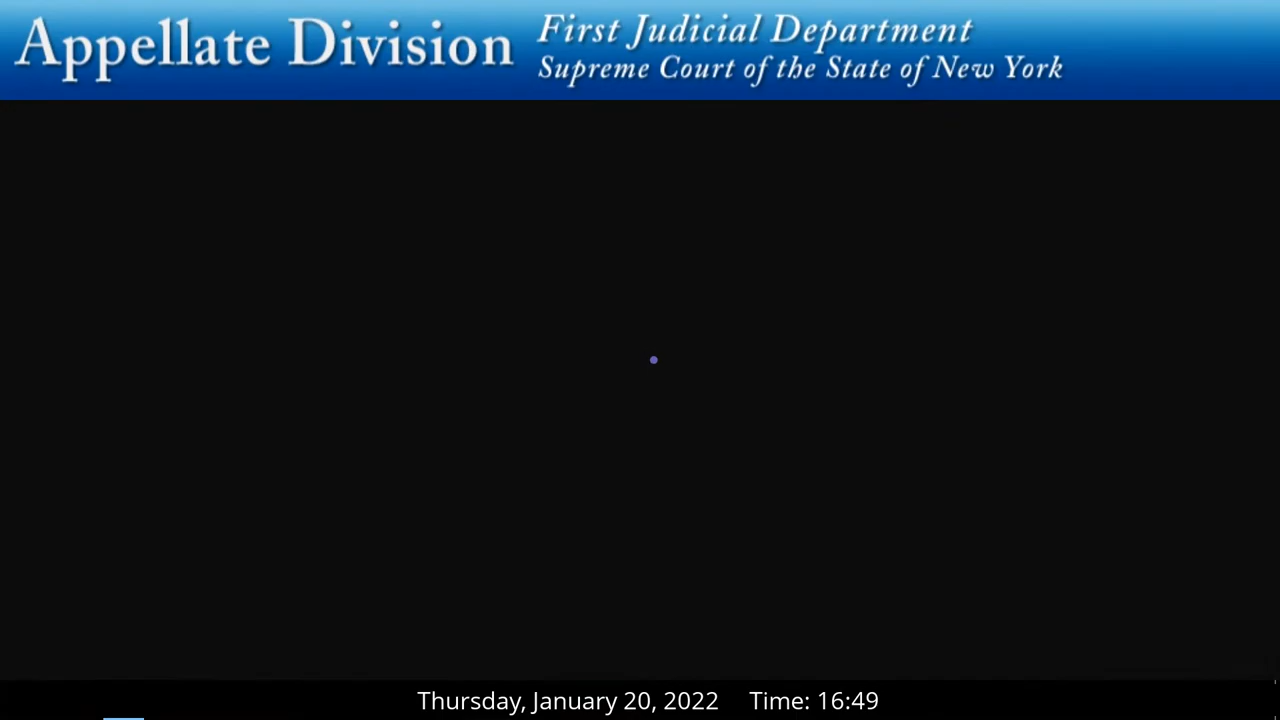 Appellate Division
First Judicial Department
Supreme Court of the State of New York
Thursday, January 20, 2022 Time: 16:49